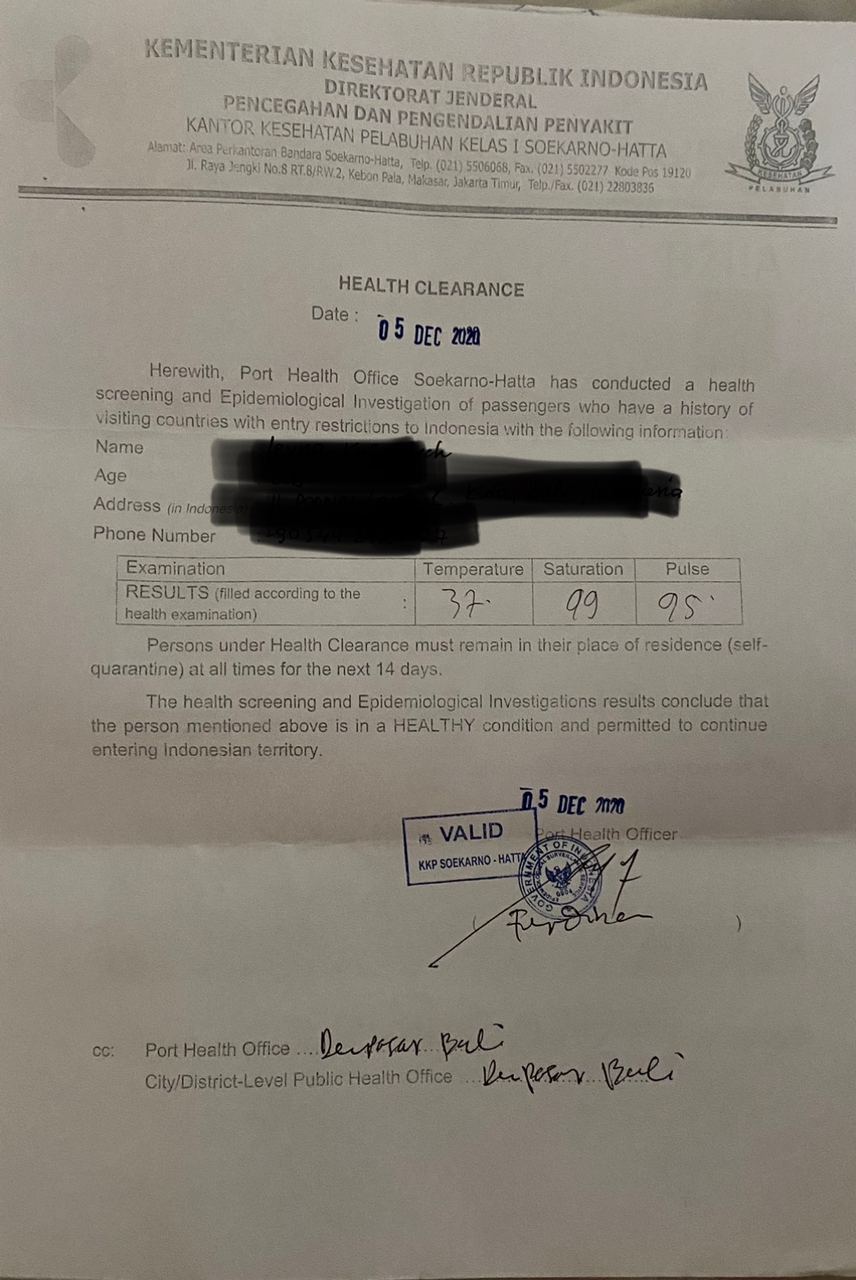 KEMENTERIAN KESEHATAN REPUBLIK INDONESIA
DIREKTORAT JENDERAL
PENCEGAHAN DAN PENGENDALIAN PENYAKIT
KANTOR KESEHATAN PELABUHAN KELAS I SOEKARNO-HATTA
Alamat: Area Perkantoran Bandara Soekarno-Hatta, Telp. (021) 5506068, Fax. (021) 5502277 Kode Pos 19120
Jl. Raya Jengki No.8 RT.8/RW.2, Kebon Pala, Makasar, Jakarta Timur, Telp./Fax. (021) 22803836
KESEHATAN
PELABUHAN
HEALTH CLEARANCE
Date : 05 DEC 2020
Herewith, Port Health Office Soekarno-Hatta has conducted a health
screening and Epidemiological Investigation of passengers who have a history of
visiting countries with entry restrictions to Indonesia with the following information:
Name
Age
Address (in Indonesia)
Phone Number
Examination Temperature Saturation Pulse
RESULTS (filled according to the
health examination) : 37. 99 95.
Persons under Health Clearance must remain in their place of residence (self-
quarantine) at all times for the next 14 days.
The health screening and Epidemiological Investigations results conclude that
the person mentioned above is in a HEALTHY condition and permitted to continue
entering Indonesian territory.
05 DEC 2020
Port Health Officer
VALID
KKP SOEKARNO - HATTA
GOVERNMENT OF INDONESIA
( )
cc: Port Health Office .... Denpasar Bali
City/District-Level Public Health Office ... Denpasar Bali